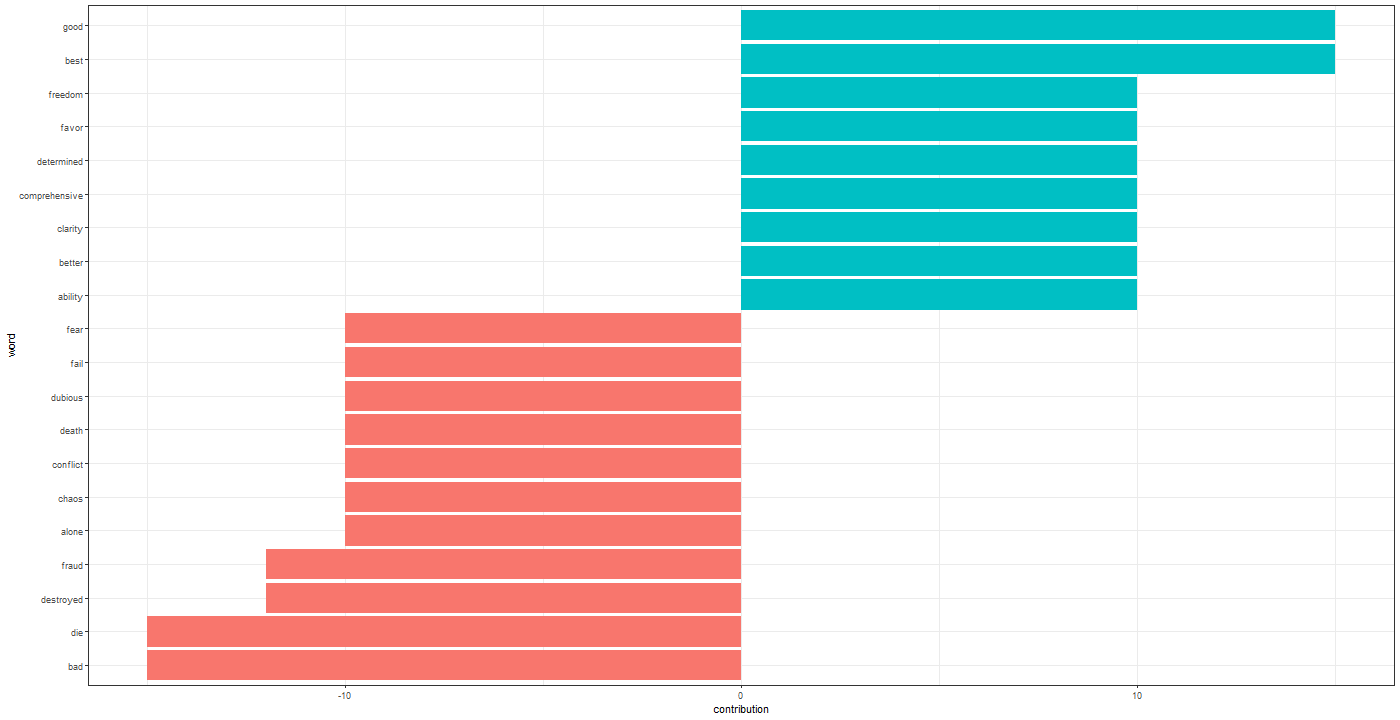 good
best
freedom
favor
determined
comprehensive
clarity
better
ability
fear
fail
dubious
death
conflict
chaos
alone
fraud
destroyed
die
bad
word
-10 0 10
contribution